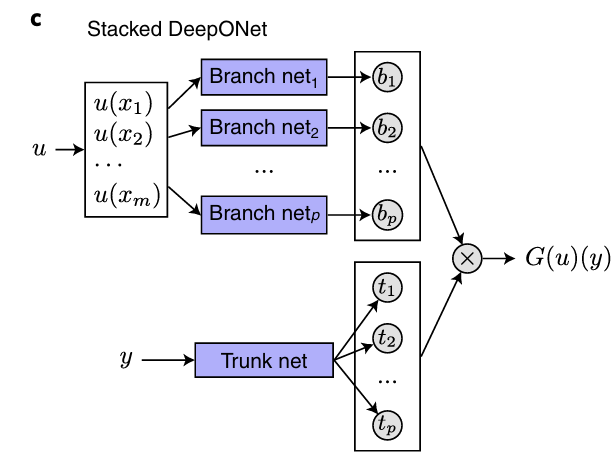 c
Stacked DeepONet
u
u(x₁)
u(x₂)
...
u(xₘ)
Branch net₁
Branch net₂
...
Branch netₚ
b₁
b₂
...
bₚ
×
G(u)(y)
y
Trunk net
t₁
t₂
...
tₚ